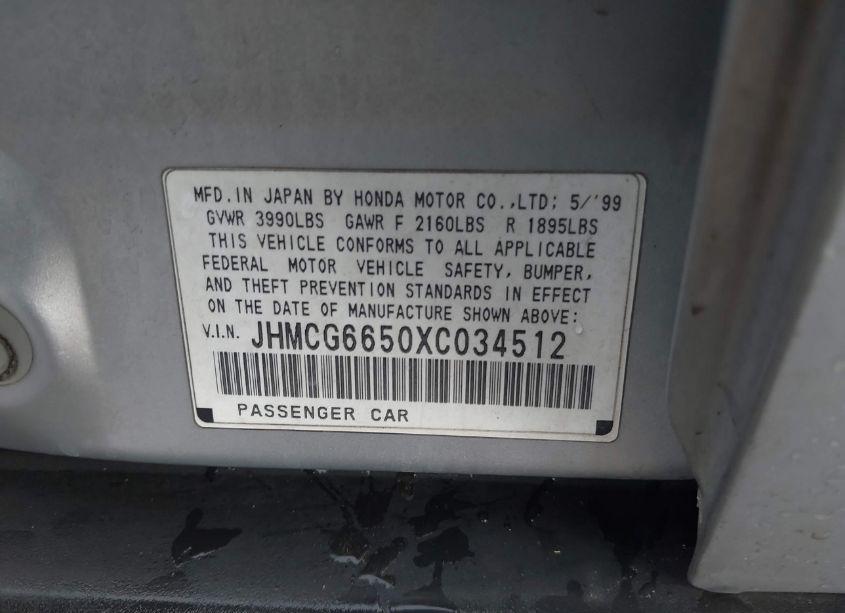 MFD. IN JAPAN BY HONDA MOTOR CO.,LTD; 5/'99
GVWR 3990LBS GAWR F 2160LBS R 1895LBS
THIS VEHICLE CONFORMS TO ALL APPLICABLE
FEDERAL MOTOR VEHICLE SAFETY, BUMPER,
AND THEFT PREVENTION STANDARDS IN EFFECT
ON THE DATE OF MANUFACTURE SHOWN ABOVE:
V.I.N. JHMCG6650XC034512
PASSENGER CAR